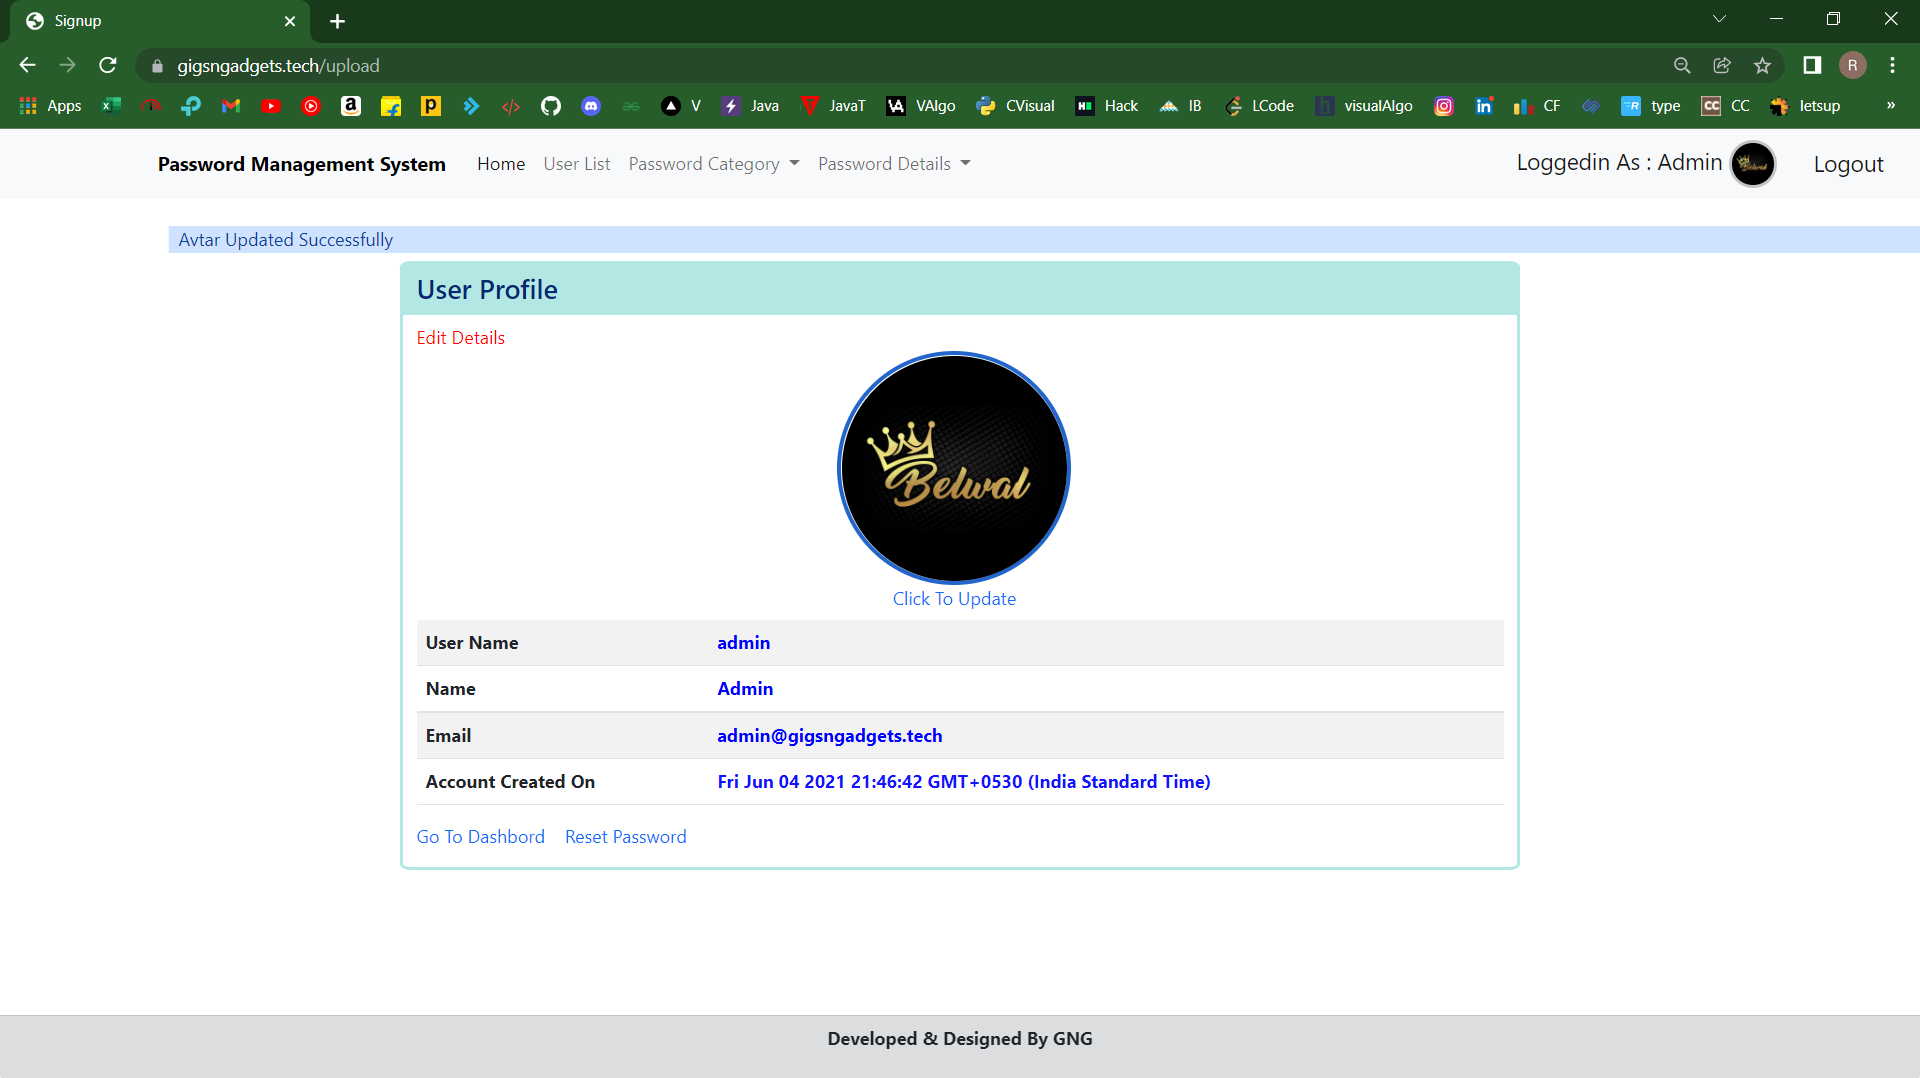 Signup
gigsngadgets.tech/upload
R
Apps V Java JavaT VAlgo CVisual Hack IB LCode visualAlgo CF type CC CC letsup »
Password Management System Home User List Password Category Password Details Loggedin As : Admin Logout
Avtar Updated Successfully
User Profile
Edit Details
Belwal
Click To Update
User Name admin
Name Admin
Email admin@gigsngadgets.tech
Account Created On Fri Jun 04 2021 21:46:42 GMT+0530 (India Standard Time)
Go To Dashbord Reset Password
Developed & Designed By GNG